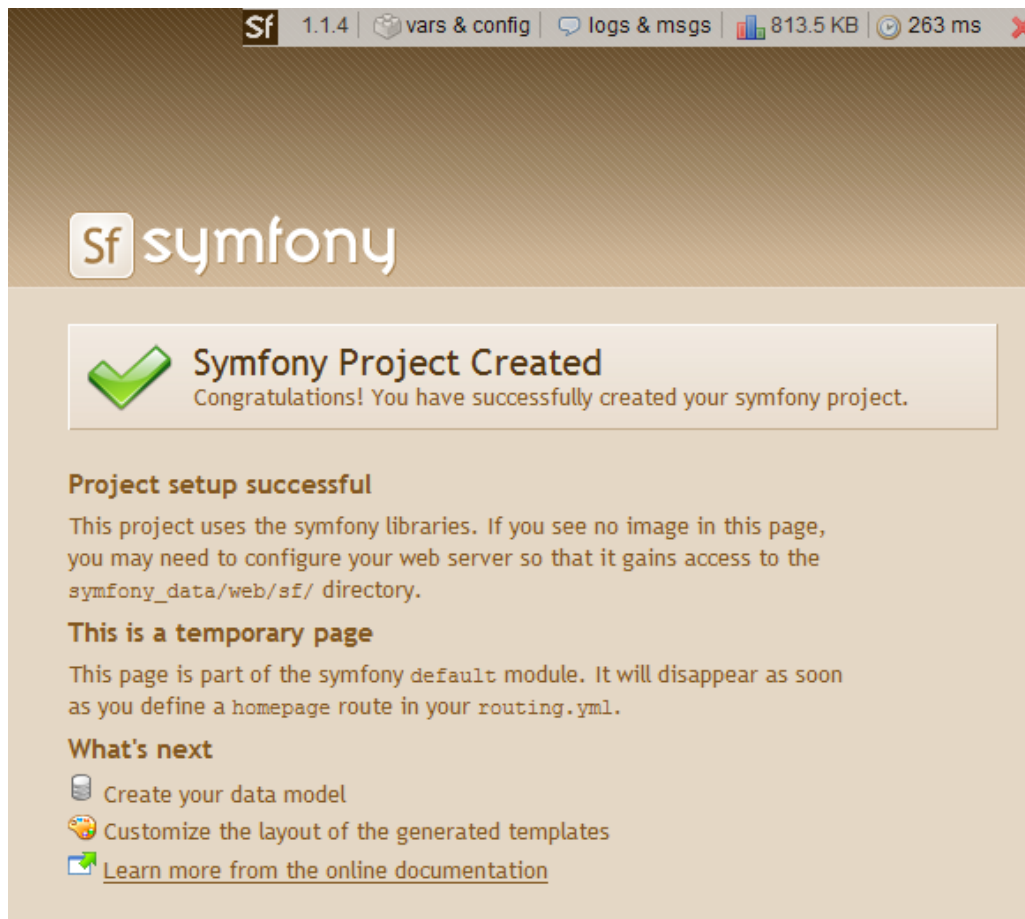 Sf 1.1.4 vars & config logs & msgs 813.5 KB 263 ms
Sf symfony
Symfony Project Created
Congratulations! You have successfully created your symfony project.
Project setup successful
This project uses the symfony libraries. If you see no image in this page,
you may need to configure your web server so that it gains access to the
symfony_data/web/sf/ directory.
This is a temporary page
This page is part of the symfony default module. It will disappear as soon
as you define a homepage route in your routing.yml.
What's next
Create your data model
Customize the layout of the generated templates
Learn more from the online documentation